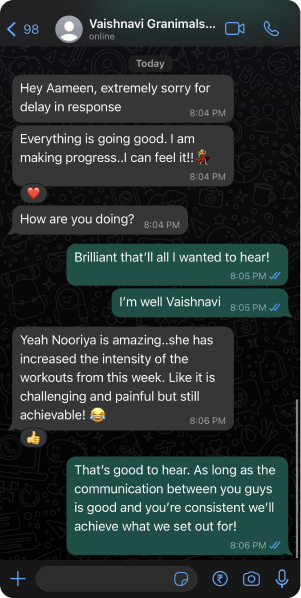 98
Vaishnavi Granimals...
online
Today
Hey Aameen, extremely sorry for
delay in response
8:04 PM
Everything is going good. I am
making progress..I can feel it!!💃
8:04 PM
❤️
How are you doing? 8:04 PM
Brilliant that'll all I wanted to hear!
8:05 PM
I'm well Vaishnavi 8:05 PM
Yeah Nooriya is amazing..she has
increased the intensity of the
workouts from this week. Like it is
challenging and painful but still
achievable! 😂
8:06 PM
👍
That's good to hear. As long as the
communication between you guys
is good and you're consistent we'll
achieve what we set out for!
8:06 PM
₹